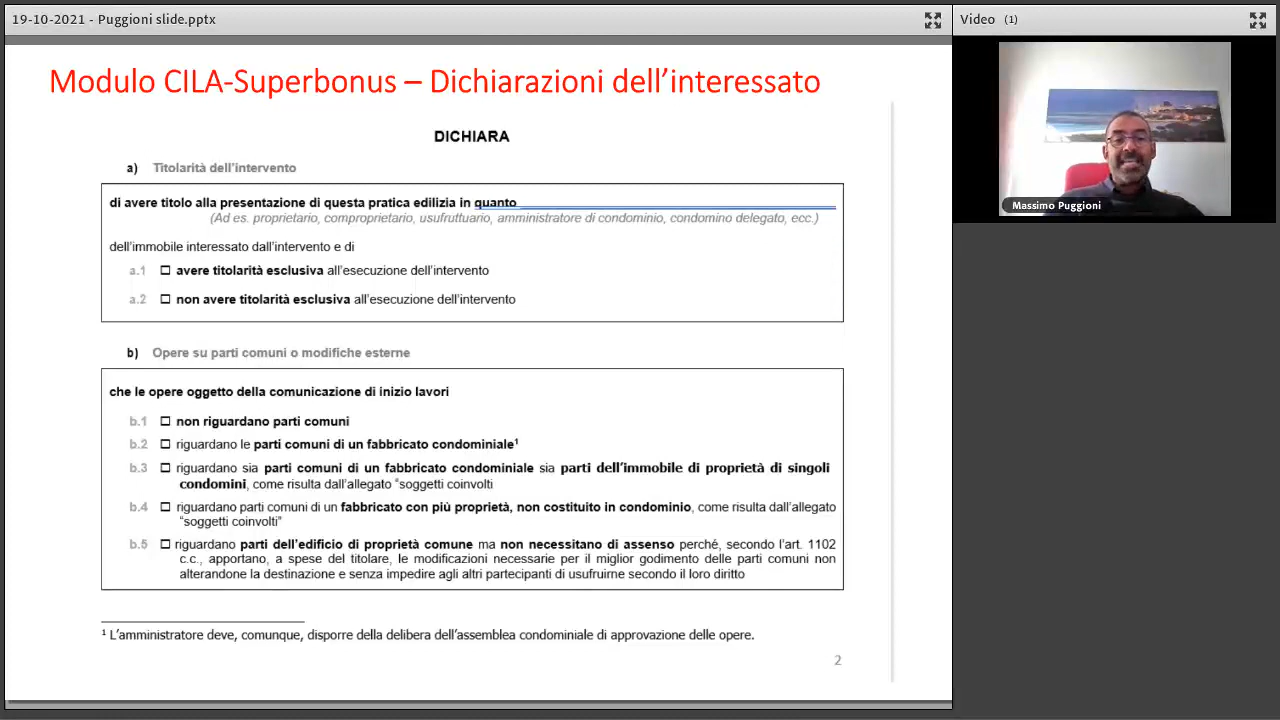 19-10-2021 - Puggioni slide.pptx
Video (1)
Modulo CILA-Superbonus – Dichiarazioni dell'interessato
DICHIARA
a) Titolarità dell'intervento
di avere titolo alla presentazione di questa pratica edilizia in quanto
(Ad es. proprietario, comproprietario, usufruttuario, amministratore di condominio, condomino delegato, ecc.)
dell'immobile interessato dall'intervento e di
a.1 ☐ avere titolarità esclusiva all'esecuzione dell'intervento
a.2 ☐ non avere titolarità esclusiva all'esecuzione dell'intervento
b) Opere su parti comuni o modifiche esterne
che le opere oggetto della comunicazione di inizio lavori
b.1 ☐ non riguardano parti comuni
b.2 ☐ riguardano le parti comuni di un fabbricato condominiale¹
b.3 ☐ riguardano sia parti comuni di un fabbricato condominiale sia parti dell'immobile di proprietà di singoli
condomini, come risulta dall'allegato "soggetti coinvolti
b.4 ☐ riguardano parti comuni di un fabbricato con più proprietà, non costituito in condominio, come risulta dall'allegato
"soggetti coinvolti"
b.5 ☐ riguardano parti dell'edificio di proprietà comune ma non necessitano di assenso perché, secondo l'art. 1102
c.c., apportano, a spese del titolare, le modificazioni necessarie per il miglior godimento delle parti comuni non
alterandone la destinazione e senza impedire agli altri partecipanti di usufruirne secondo il loro diritto
¹ L'amministratore deve, comunque, disporre della delibera dell'assemblea condominiale di approvazione delle opere.
2
Massimo Puggioni